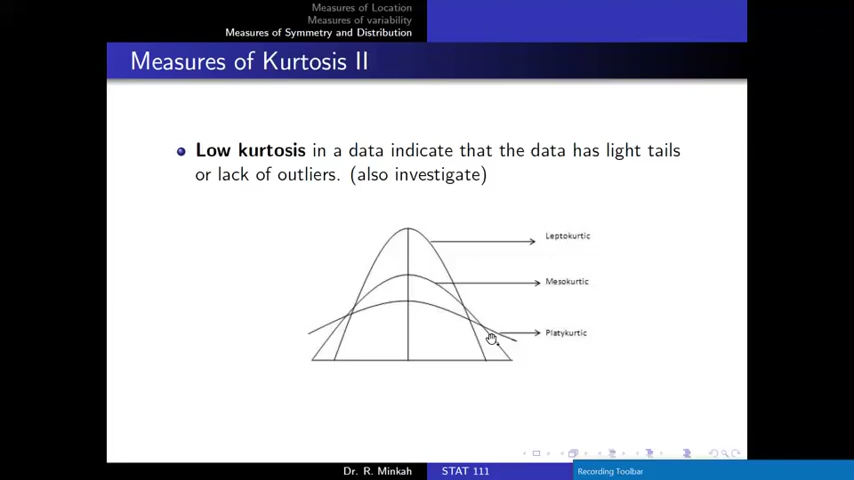 Measures of Location
Measures of variability
Measures of Symmetry and Distribution
Measures of Kurtosis II
Low kurtosis in a data indicate that the data has light tails
or lack of outliers. (also investigate)
Leptokurtic
Mesokurtic
Platykurtic
Dr. R. Minkah
STAT 111
Recording Toolbar